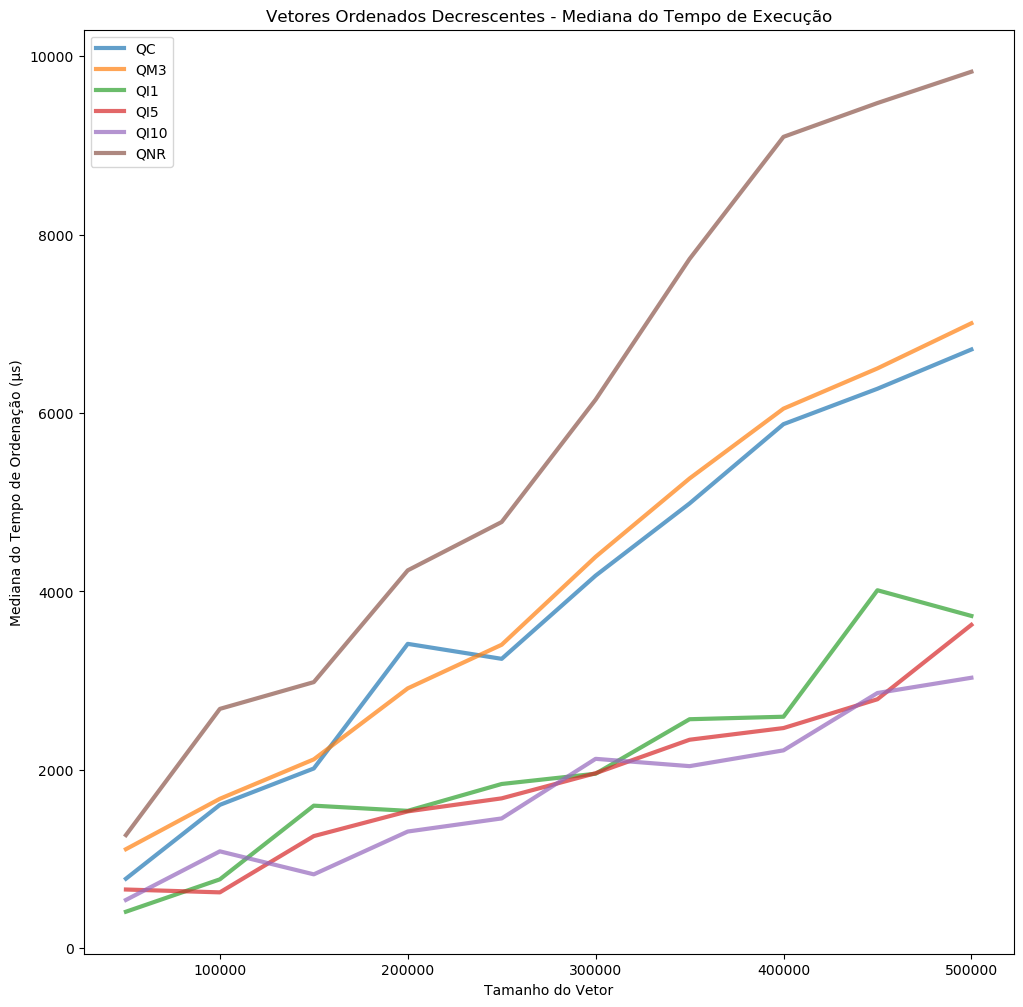 Vetores Ordenados Decrescentes - Mediana do Tempo de Execução
QC
QM3
QI1
QI5
QI10
QNR
Mediana do Tempo de Ordenação (µs)
10000
8000
6000
4000
2000
0
100000
200000
300000
400000
500000
Tamanho do Vetor